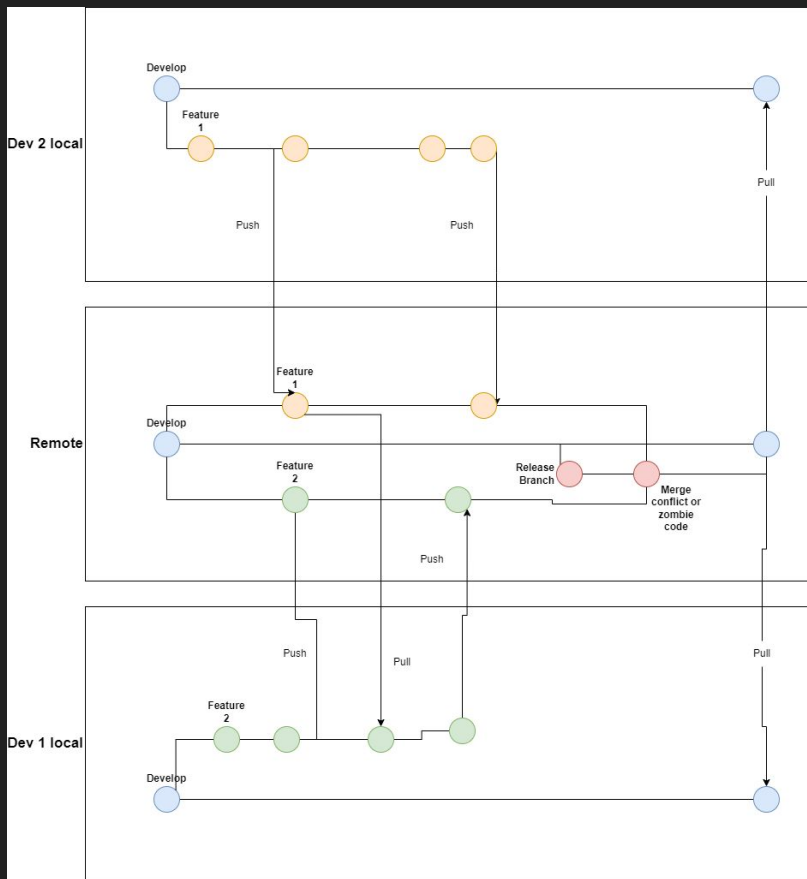 Develop
Feature
1
Dev 2 local
Push
Push
Pull
Feature
1
Develop
Remote
Feature
2
Release
Branch
Merge
conflict or
zombie
code
Push
Push
Pull
Pull
Feature
2
Dev 1 local
Develop